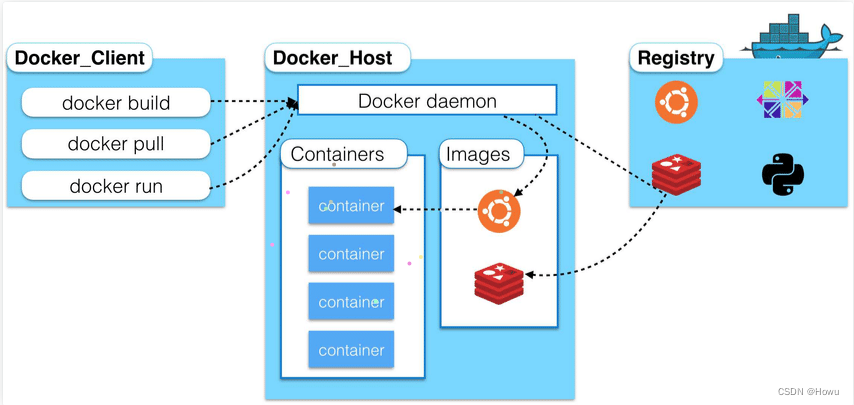 Docker_Client
docker build
docker pull
docker run
Docker_Host
Docker daemon
Containers
container
container
container
container
Images
Registry
CSDN @Howu